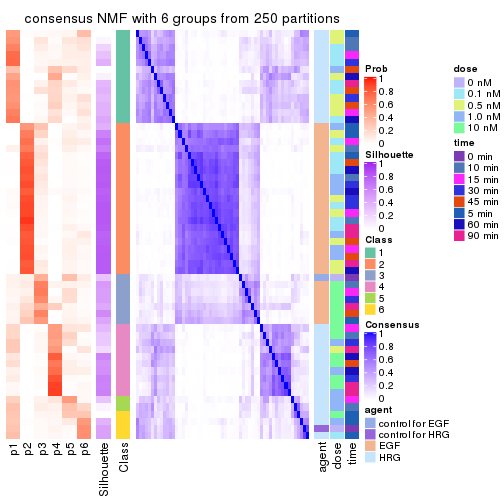 consensus NMF with 6 groups from 250 partitions
Prob
1
0.8
0.6
0.4
0.2
0
Silhouette
1
0.8
0.6
0.4
0.2
0
Class
1
2
3
4
5
6
Consensus
1
0.8
0.6
0.4
0.2
0
agent
control for EGF
control for HRG
EGF
HRG
dose
0 nM
0.1 nM
0.5 nM
1.0 nM
10 nM
time
0 min
10 min
15 min
30 min
45 min
5 min
60 min
90 min
p1
p2
p3
p4
p5
p6
Silhouette
Class
agent
dose
time